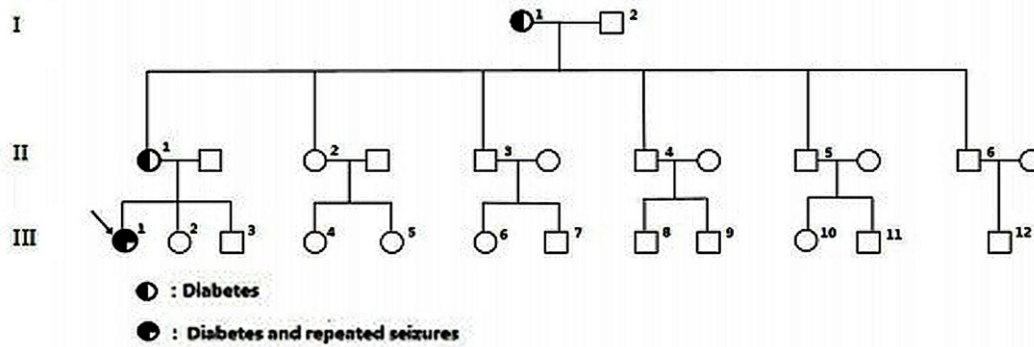 I 1 2
II 1 2 3 4 5 6
III 1 2 3 4 5 6 7 8 9 10 11 12
: Diabetes
: Diabetes and repeated seizures